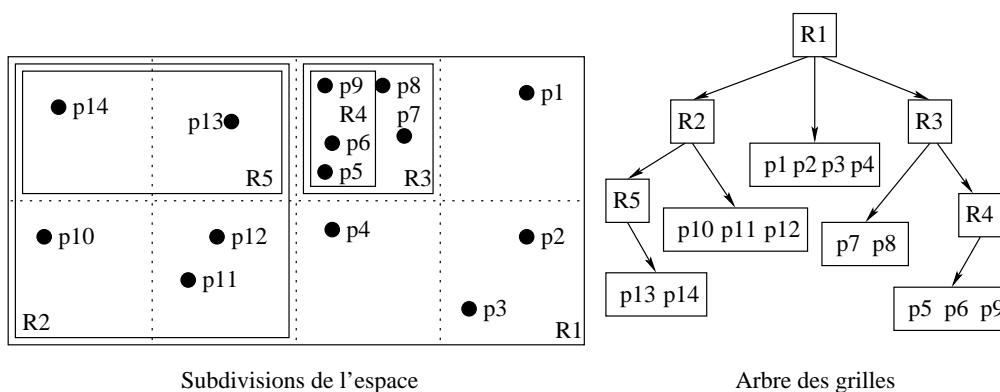 p14
p13
R5
p9
p8
R4
p7
p6
p5
R3
p1
p10
p12
p11
R2
p4
p2
p3
R1
Subdivisions de l'espace
R1
R2
R3
p1 p2 p3 p4
R5
R4
p10 p11 p12
p7 p8
p13 p14
p5 p6 p9
Arbre des grilles